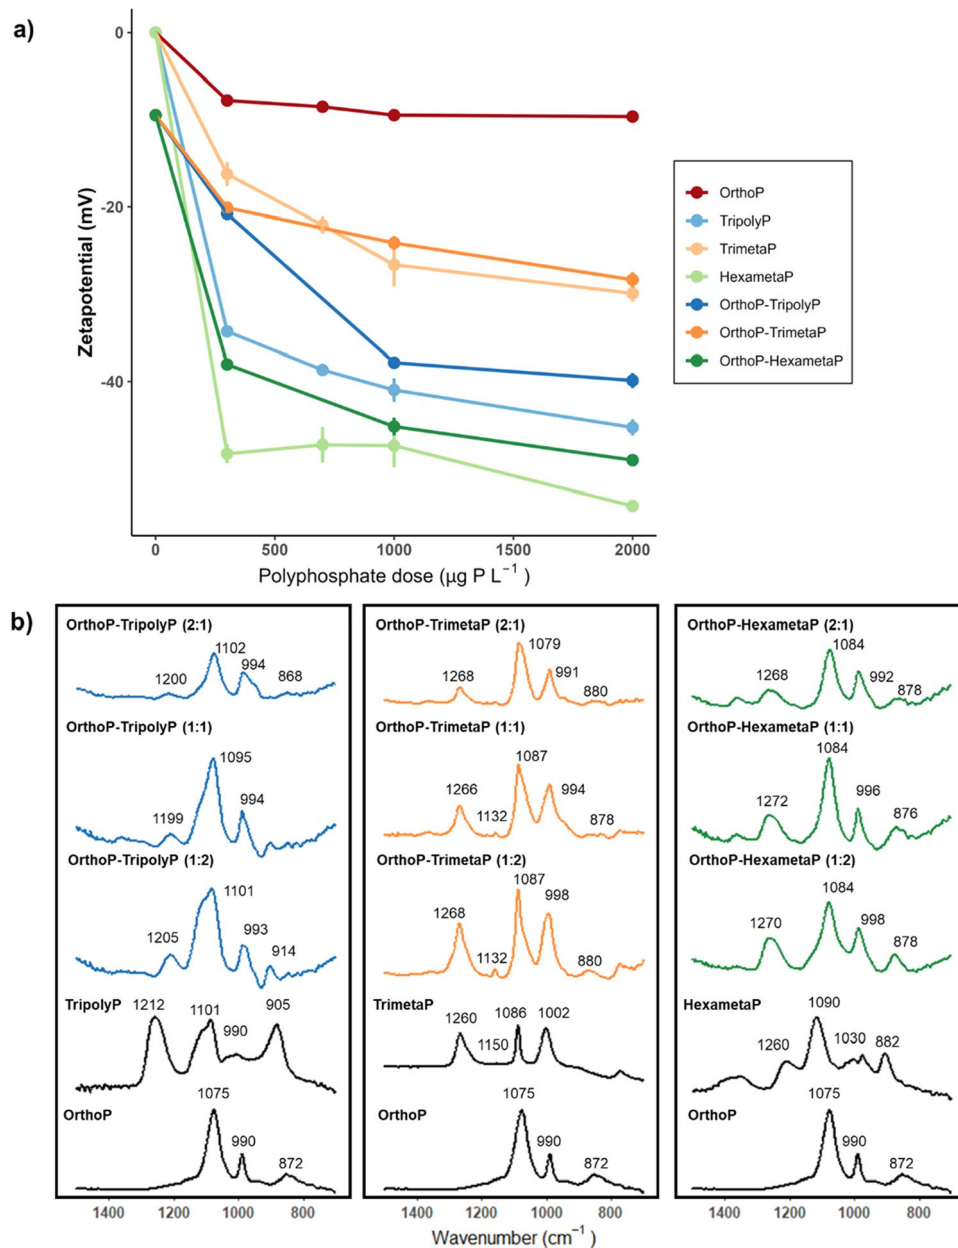 a)
0
-20
-40
Zetapotential (mV)
0 500 1000 1500 2000
Polyphosphate dose (µg P L⁻¹ )
OrthoP
TripolyP
TrimetaP
HexametaP
OrthoP-TripolyP
OrthoP-TrimetaP
OrthoP-HexametaP
b)
OrthoP-TripolyP (2:1)
1102
994
1200
868
OrthoP-TripolyP (1:1)
1095
994
1199
OrthoP-TripolyP (1:2)
1101
993
1205
914
TripolyP
1212
1101
990
905
OrthoP
1075
990
872
1400 1200 1000 800
OrthoP-TrimetaP (2:1)
1079
1268
991
880
OrthoP-TrimetaP (1:1)
1087
1266
1132
994
878
OrthoP-TrimetaP (1:2)
1087
1268
998
1132
880
TrimetaP
1260
1086
1002
1150
OrthoP
1075
990
872
1400 1200 1000 800
OrthoP-HexametaP (2:1)
1084
1268
992
878
OrthoP-HexametaP (1:1)
1084
1272
996
876
OrthoP-HexametaP (1:2)
1084
1270
998
878
HexametaP
1090
1260
1030
882
OrthoP
1075
990
872
1400 1200 1000 800
Wavenumber (cm⁻¹)